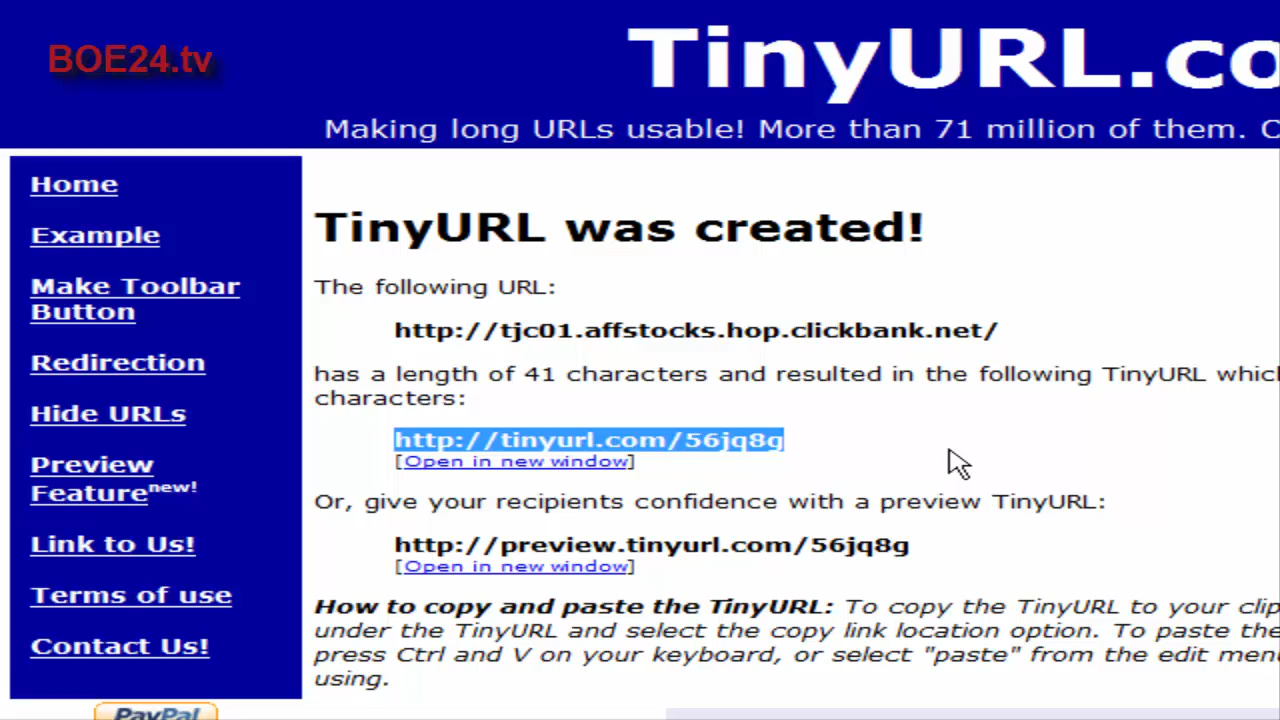 BOE24.tv
TinyURL.co
Making long URLs usable! More than 71 million of them.
Home
Example
Make Toolbar
Button
Redirection
Hide URLs
Preview
Feature new!
Link to Us!
Terms of use
Contact Us!
PayPal
TinyURL was created!
The following URL:
http://tjc01.affstocks.hop.clickbank.net/
has a length of 41 characters and resulted in the following TinyURL
characters:
http://tinyurl.com/56jq8g
[Open in new window]
Or, give your recipients confidence with a preview TinyURL:
http://preview.tinyurl.com/56jq8g
[Open in new window]
How to copy and paste the TinyURL: To copy the TinyURL to your
under the TinyURL and select the copy link location option. To paste the
press Ctrl and V on your keyboard, or select "paste" from the edit
using.